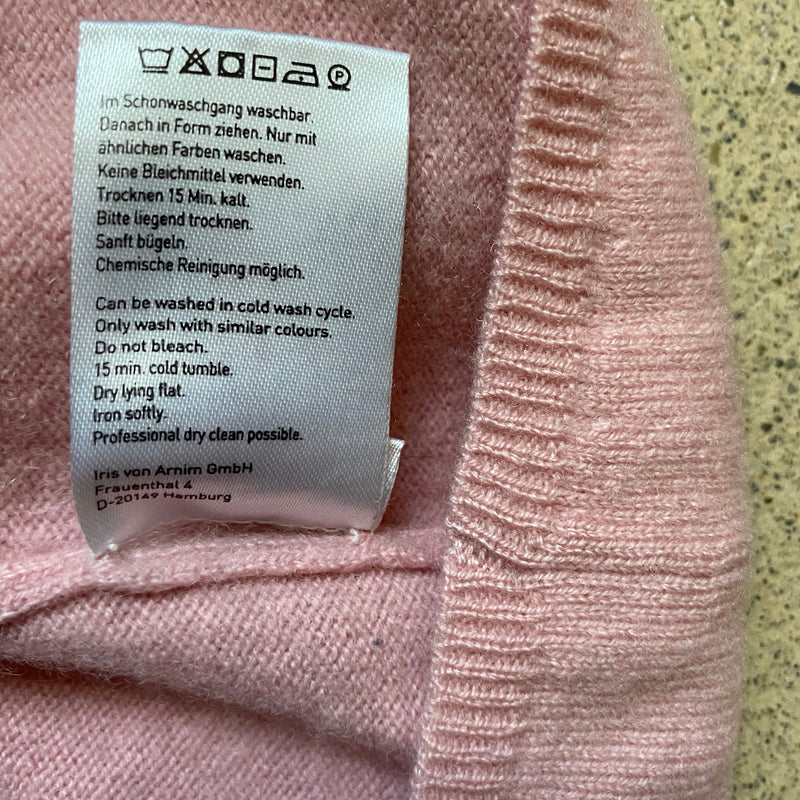 P
Im Schonwaschgang waschbar.
Danach in Form ziehen. Nur mit
ähnlichen Farben waschen.
Keine Bleichmittel verwenden.
Trocknen 15 Min. kalt.
Bitte liegend trocknen.
Sanft bügeln.
Chemische Reinigung möglich.
Can be washed in cold wash cycle.
Only wash with similar colours.
Do not bleach.
15 min. cold tumble.
Dry lying flat.
Iron softly.
Professional dry clean possible.
Iris von Arnim GmbH
Frauenthal 4
D-20149 Hamburg